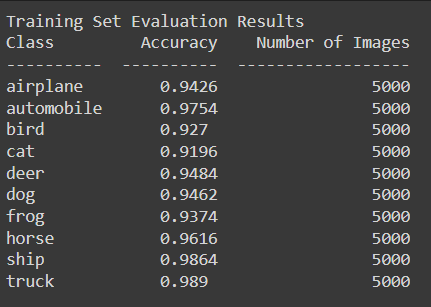 Training Set Evaluation Results
Class         Accuracy    Number of Images
----------  ----------  ------------------
airplane        0.9426                5000
automobile      0.9754                5000
bird            0.927                 5000
cat             0.9196                5000
deer            0.9484                5000
dog             0.9462                5000
frog            0.9374                5000
horse           0.9616                5000
ship            0.9864                5000
truck           0.989                 5000